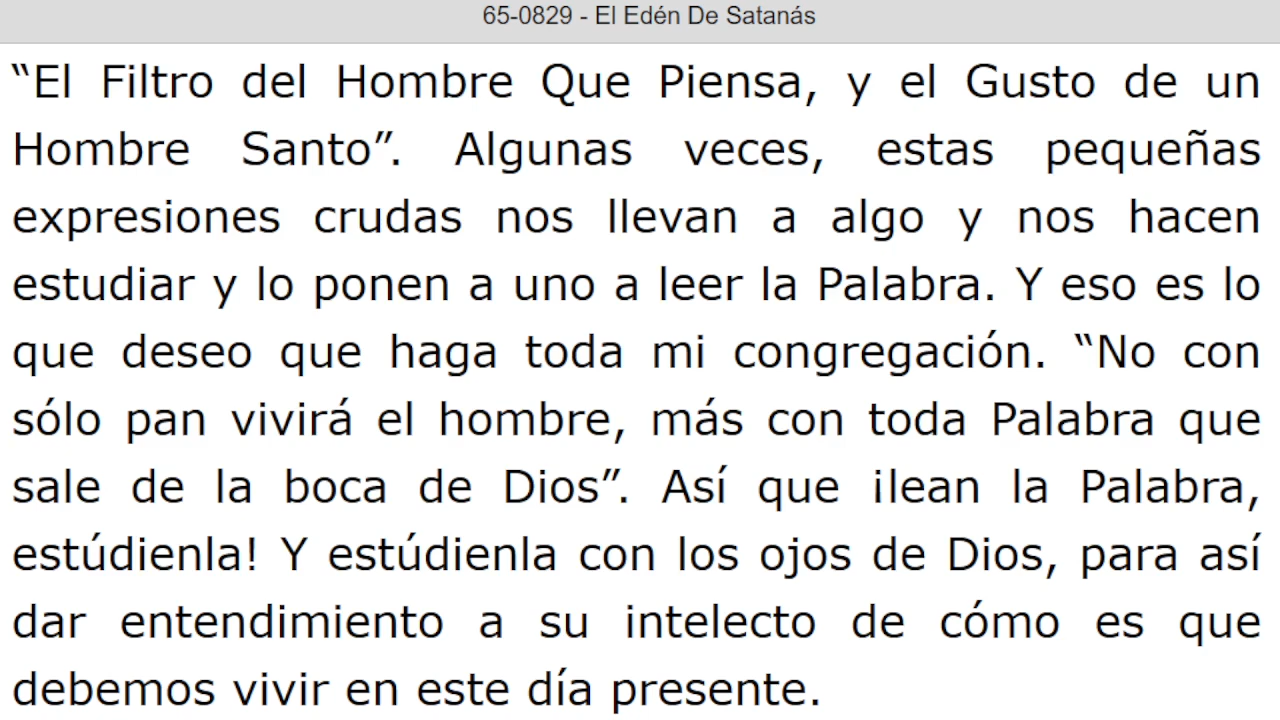 65-0829 - El Edén De Satanás
“El Filtro del Hombre Que Piensa, y el Gusto de un
Hombre Santo”. Algunas veces, estas pequeñas
expresiones crudas nos llevan a algo y nos hacen
estudiar y lo ponen a uno a leer la Palabra. Y eso es lo
que deseo que haga toda mi congregación. “No con
sólo pan vivirá el hombre, más con toda Palabra que
sale de la boca de Dios”. Así que ¡lean la Palabra,
estúdienla! Y estúdienla con los ojos de Dios, para así
dar entendimiento a su intelecto de cómo es que
debemos vivir en este día presente.